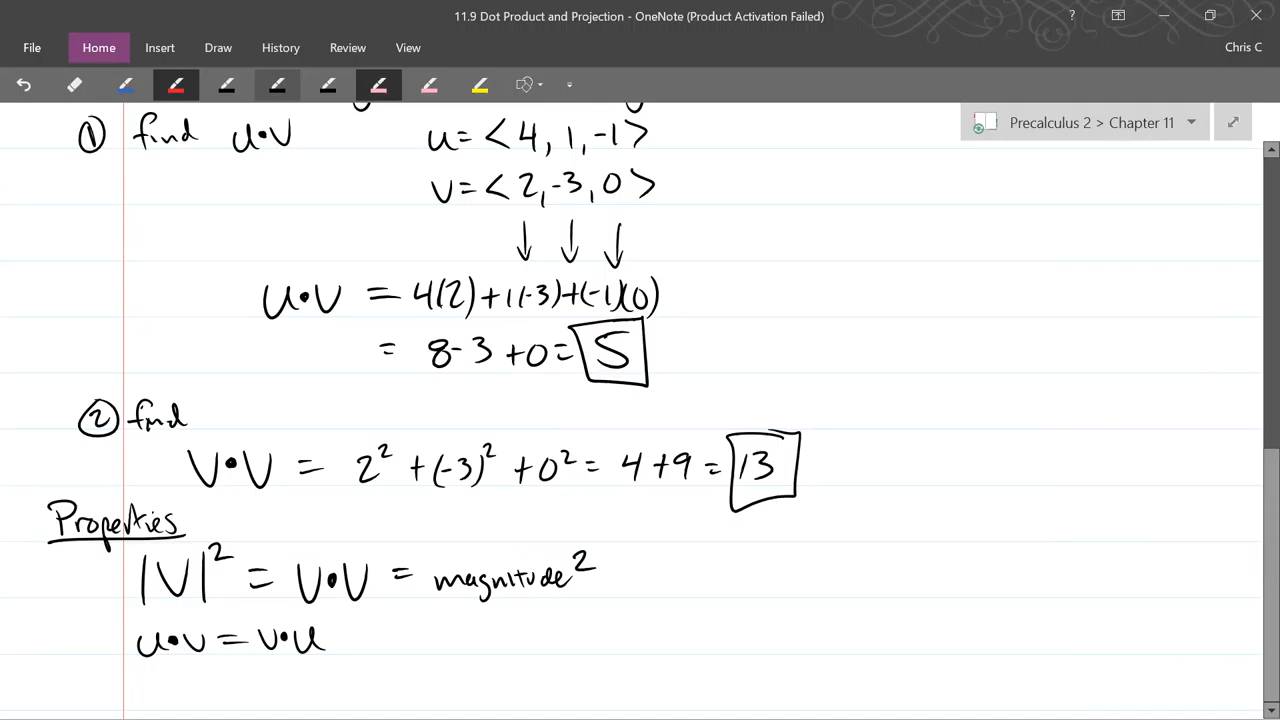 11.9 Dot Product and Projection - OneNote (Product Activation Failed)
?
File Home Insert Draw History Review View Chris C
Precalculus 2 > Chapter 11
① find u•v u = <4, 1, -1>
v = <2, -3, 0>
↓ ↓ ↓
u•v = 4(2) + 1(-3) + (-1)(0)
= 8 - 3 + 0 = 5
② find
v•v = 2² + (-3)² + 0² = 4 + 9 = 13
Properties
|v|² = v•v = magnitude²
u•v = v•u